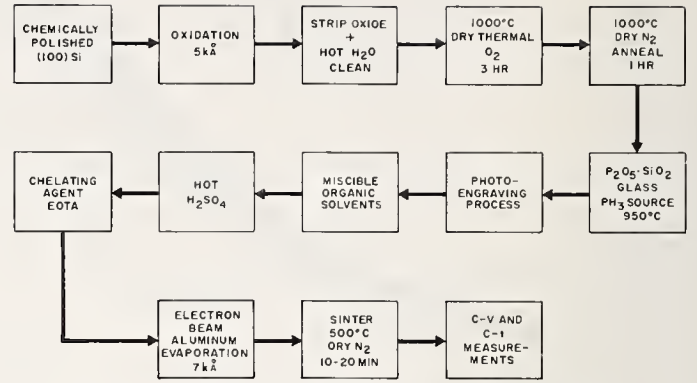 CHEMICALLY
POLISHED
(100) Si
OXIDATION
5kÅ
STRIP OXIOE
+
HOT H₂O
CLEAN
1000°C
DRY THERMAL
O₂
3 HR
1000°C
DRY N₂
ANNEAL
1 HR
P₂O₅·SiO₂
GLASS
PH₃ SOURCE
950°C
PHOTO-
ENGRAVING
PROCESS
MISCIBLE
ORGANIC
SOLVENTS
HOT
H₂SO₄
CHELATING
AGENT
EOTA
ELECTRON
BEAM
ALUMINUM
EVAPORATION
7kÅ
SINTER
500°C
ORY N₂
10-20 MIN
C-V AND
C-t
MEASURE-
MENTS